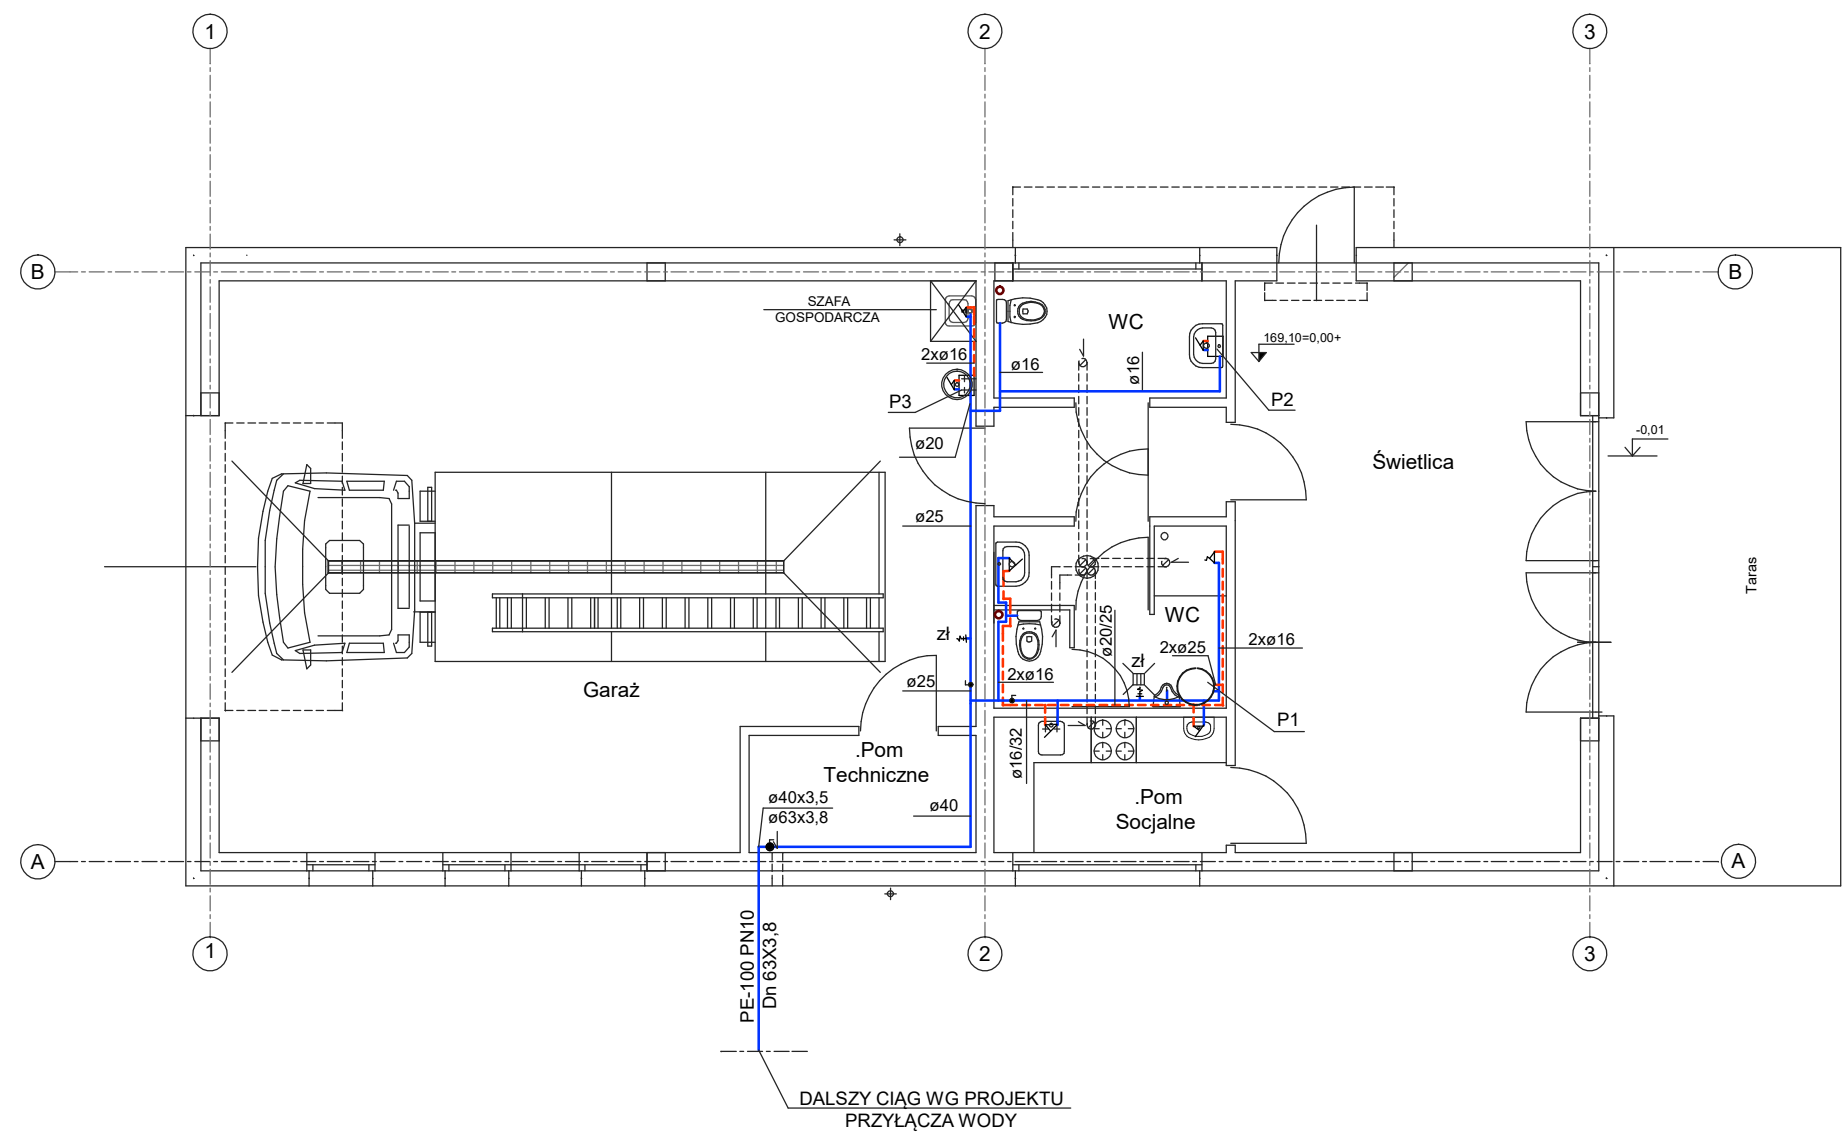 1
2
3
B
B
SZAFA
GOSPODARCZA
WC
169,10=0,00+
2xø16
ø16
ø16
P3
P2
ø20
-0,01
Świetlica
ø25
Taras
zł
WC
ø20/25
2xø16
2xø25
zł
Garaż
ø25
2xø16
P1
.Pom
Techniczne
ø16/32
ø40x3,5
ø63x3,8
ø40
.Pom
Socjalne
A
A
1
2
3
PE-100 PN10
Dn 63X3,8
DALSZY CIĄG WG PROJEKTU
PRZYŁĄCZA WODY